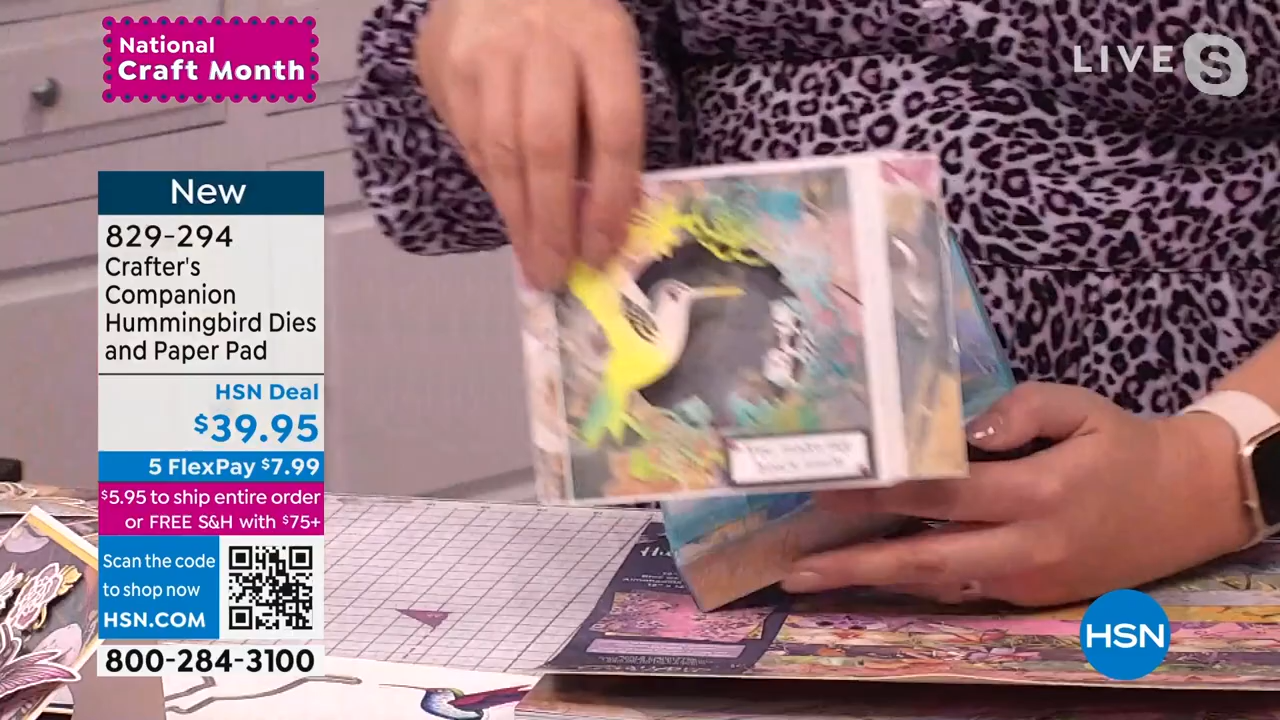 National
Craft Month
LIVE S
New
829-294
Crafter's
Companion
Hummingbird Dies
and Paper Pad
HSN Deal
$39.95
5 FlexPay $7.99
$5.95 to ship entire order
or FREE S&H with $75+
Scan the code
to shop now
HSN.COM
800-284-3100
HSN